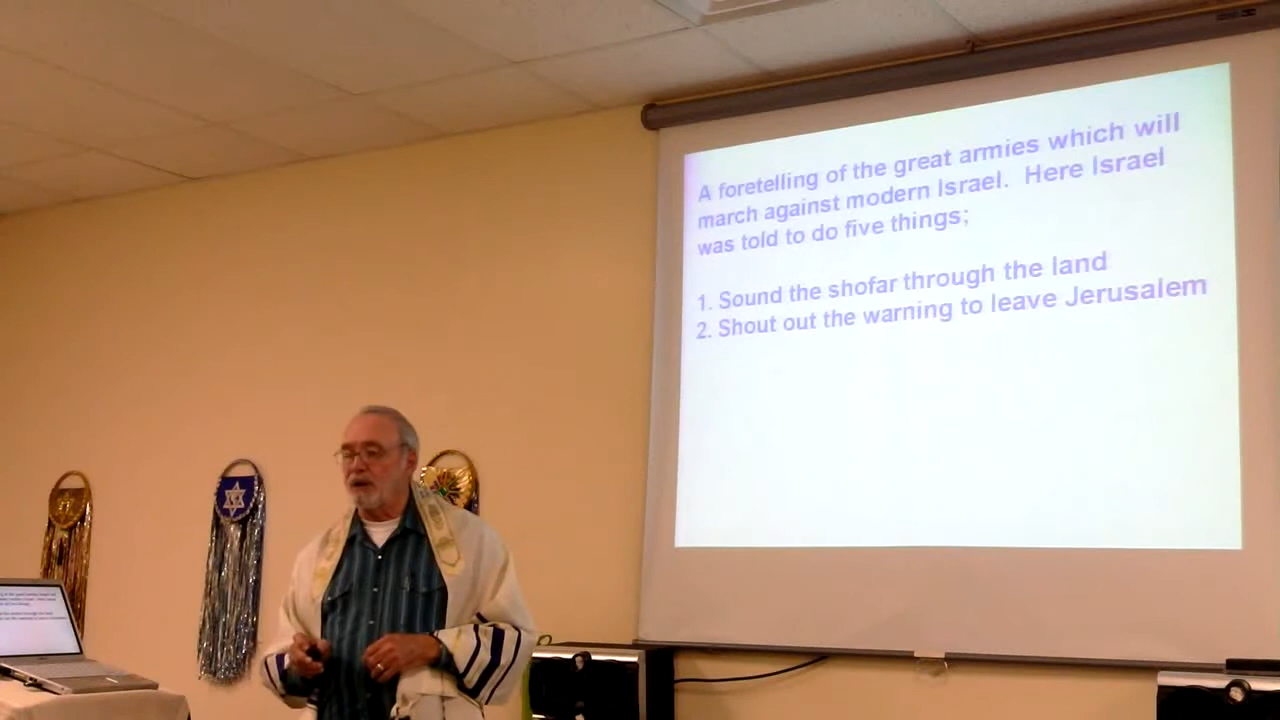 A foretelling of the great armies which will
march against modern Israel.  Here Israel
was told to do five things;
1. Sound the shofar through the land
2. Shout out the warning to leave Jerusalem